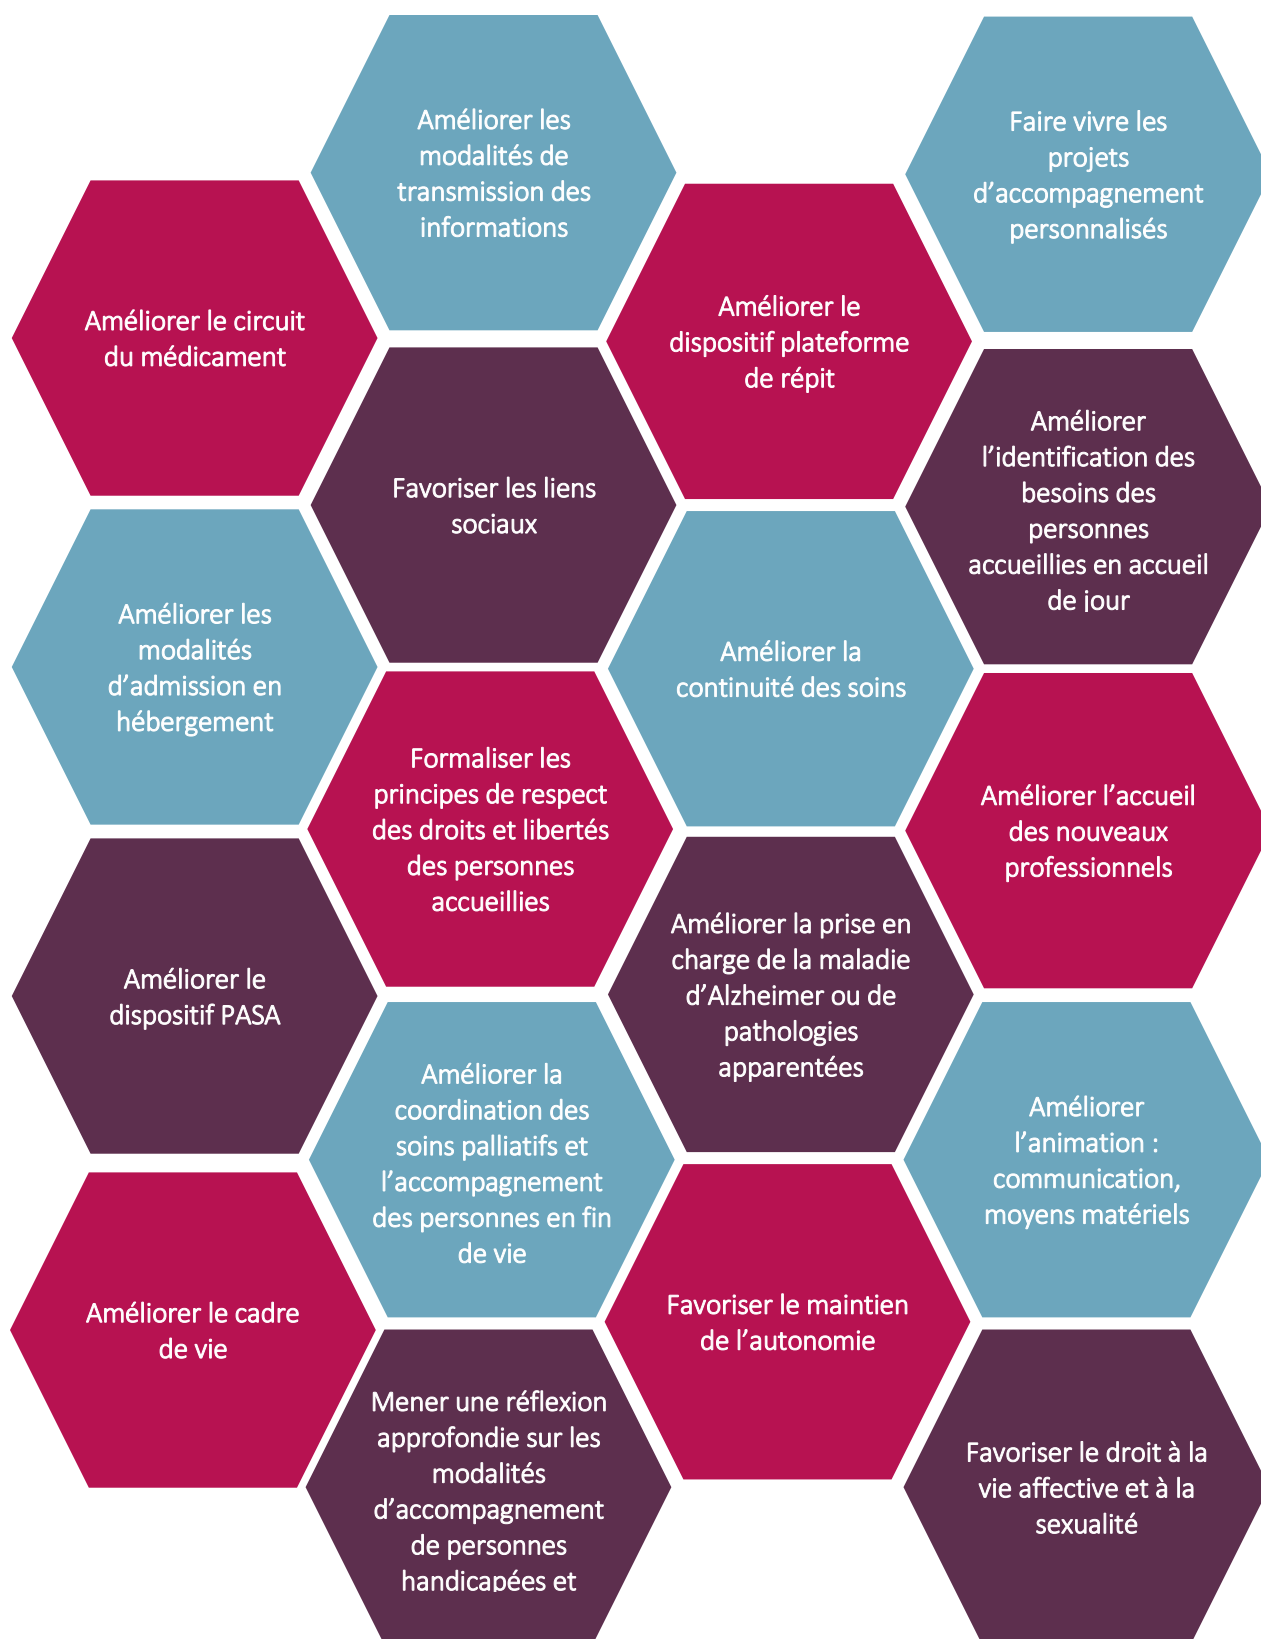 Améliorer les
modalités de
transmission des
informations
Faire vivre les
projets
d’accompagnement
personnalisés
Améliorer le circuit
du médicament
Améliorer le
dispositif plateforme
de répit
Favoriser les liens
sociaux
Améliorer
l’identification des
besoins des
personnes
accueillies en accueil
de jour
Améliorer les
modalités
d’admission en
hébergement
Améliorer la
continuité des soins
Formaliser les
principes de respect
des droits et libertés
des personnes
accueillies
Améliorer l’accueil
des nouveaux
professionnels
Améliorer le
dispositif PASA
Améliorer la prise en
charge de la maladie
d’Alzheimer ou de
pathologies
apparentées
Améliorer la
coordination des
soins palliatifs et
l’accompagnement
des personnes en fin
de vie
Améliorer
l’animation :
communication,
moyens matériels
Améliorer le cadre
de vie
Favoriser le maintien
de l’autonomie
Mener une réflexion
approfondie sur les
modalités
d’accompagnement
de personnes
handicapées et
Favoriser le droit à la
vie affective et à la
sexualité